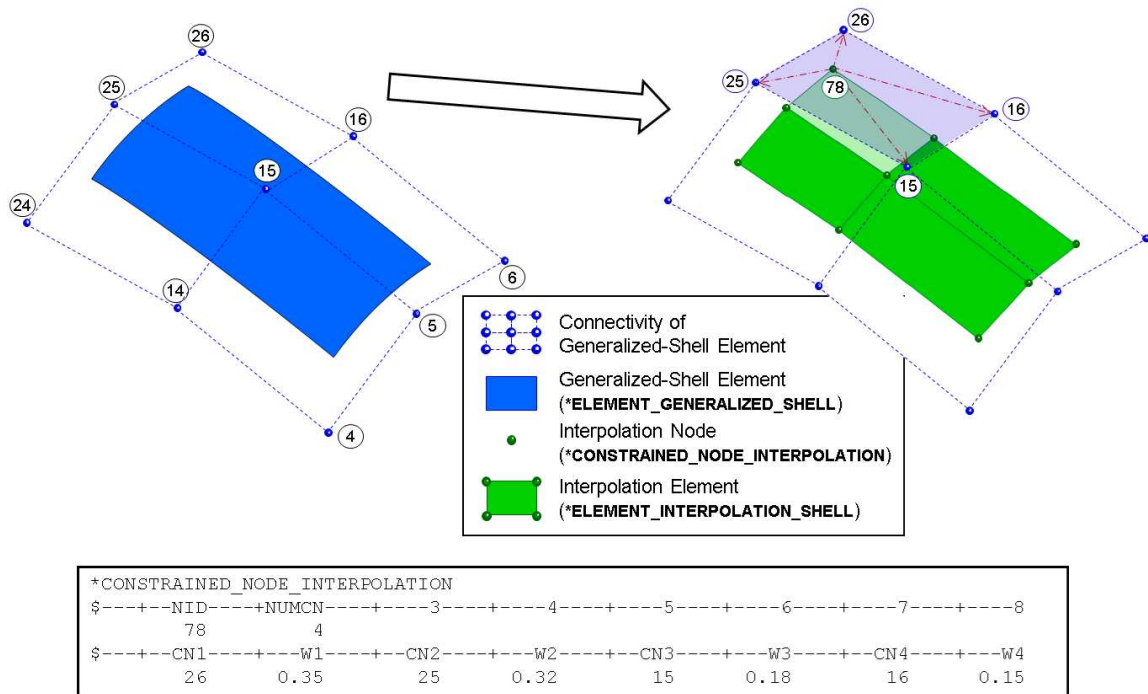 26
25
16
15
24
14
6
5
4
26
25
78
16
15
Connectivity of
Generalized-Shell Element
Generalized-Shell Element
(*ELEMENT_GENERALIZED_SHELL)
Interpolation Node
(*CONSTRAINED_NODE_INTERPOLATION)
Interpolation Element
(*ELEMENT_INTERPOLATION_SHELL)
*CONSTRAINED_NODE_INTERPOLATION
$---+--NID----+NUMCN----+----3----+----4----+----5----+----6----+----7----+----8
78 4
$---+--CN1----+---W1----+--CN2----+---W2----+--CN3----+---W3----+--CN4----+---W4
26 0.35 25 0.32 15 0.18 16 0.15